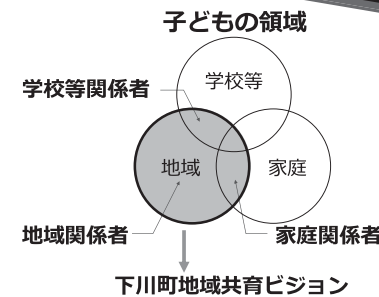 子どもの領域
学校等関係者
学校等
地域
家庭
地域関係者
家庭関係者
下川町地域共育ビジョン